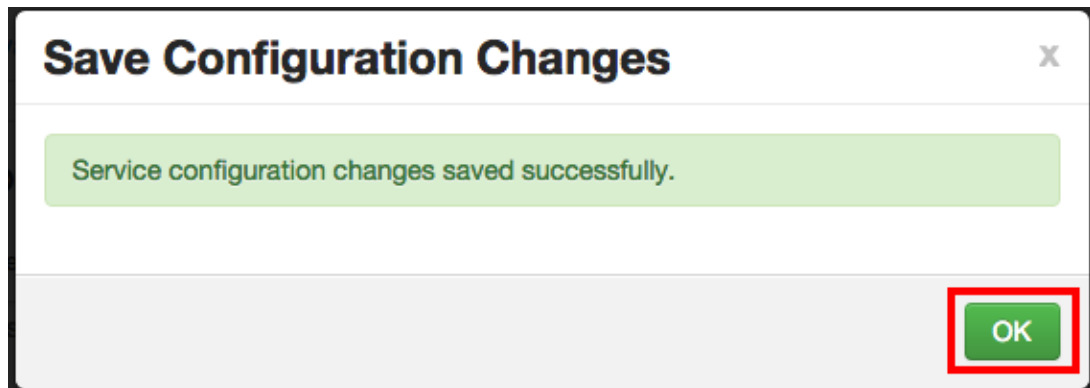 Save Configuration Changes
x
Service configuration changes saved successfully.
OK